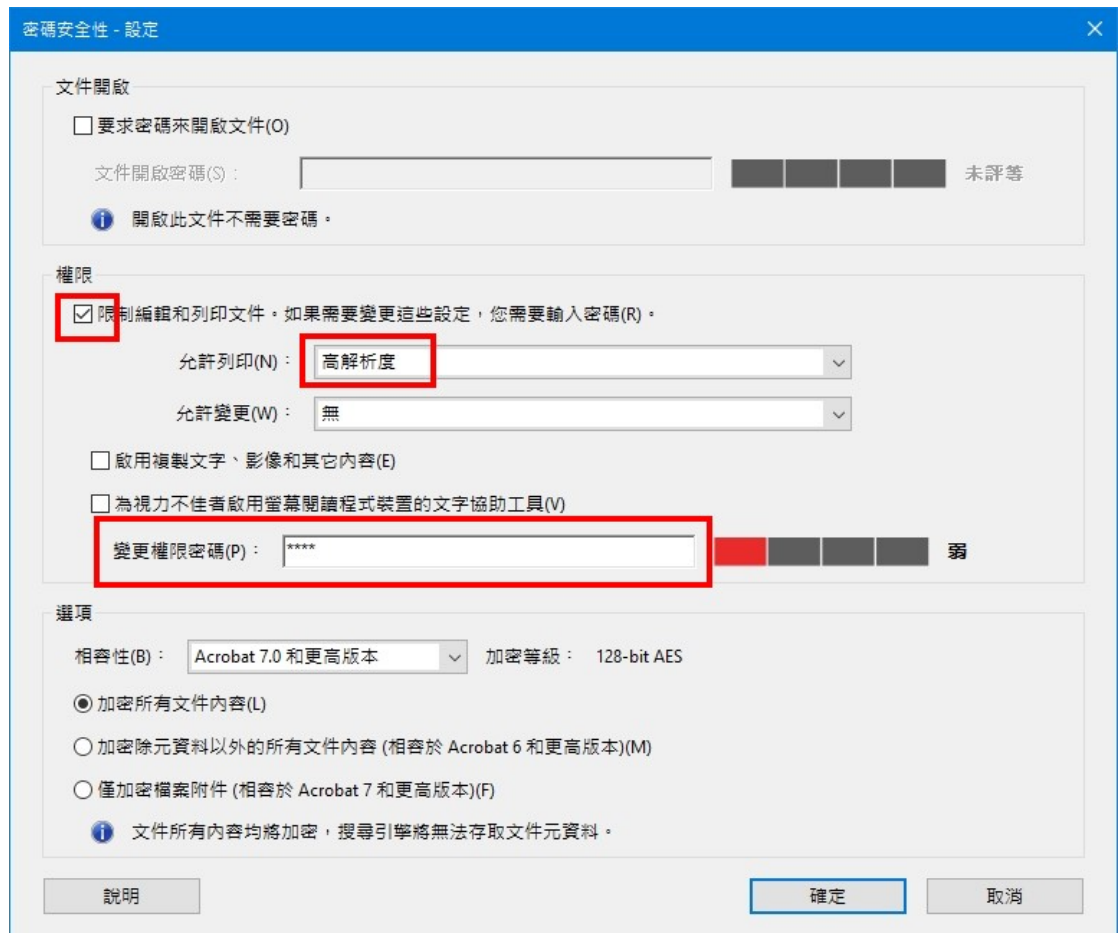 密碼安全性 - 設定
文件開啟
要求密碼來開啟文件(O)
文件開啟密碼(S)： 未評等
開啟此文件不需要密碼。
權限
限制編輯和列印文件。如果需要變更這些設定，您需要輸入密碼(R)。
允許列印(N)： 高解析度
允許變更(W)： 無
啟用複製文字、影像和其它內容(E)
為視力不佳者啟用螢幕閱讀程式裝置的文字協助工具(V)
變更權限密碼(P)： **** 弱
選項
相容性(B)： Acrobat 7.0 和更高版本 加密等級： 128-bit AES
加密所有文件內容(L)
加密除元資料以外的所有文件內容 (相容於 Acrobat 6 和更高版本)(M)
僅加密檔案附件 (相容於 Acrobat 7 和更高版本)(F)
文件所有內容均將加密，搜尋引擎將無法存取文件元資料。
說明 確定 取消